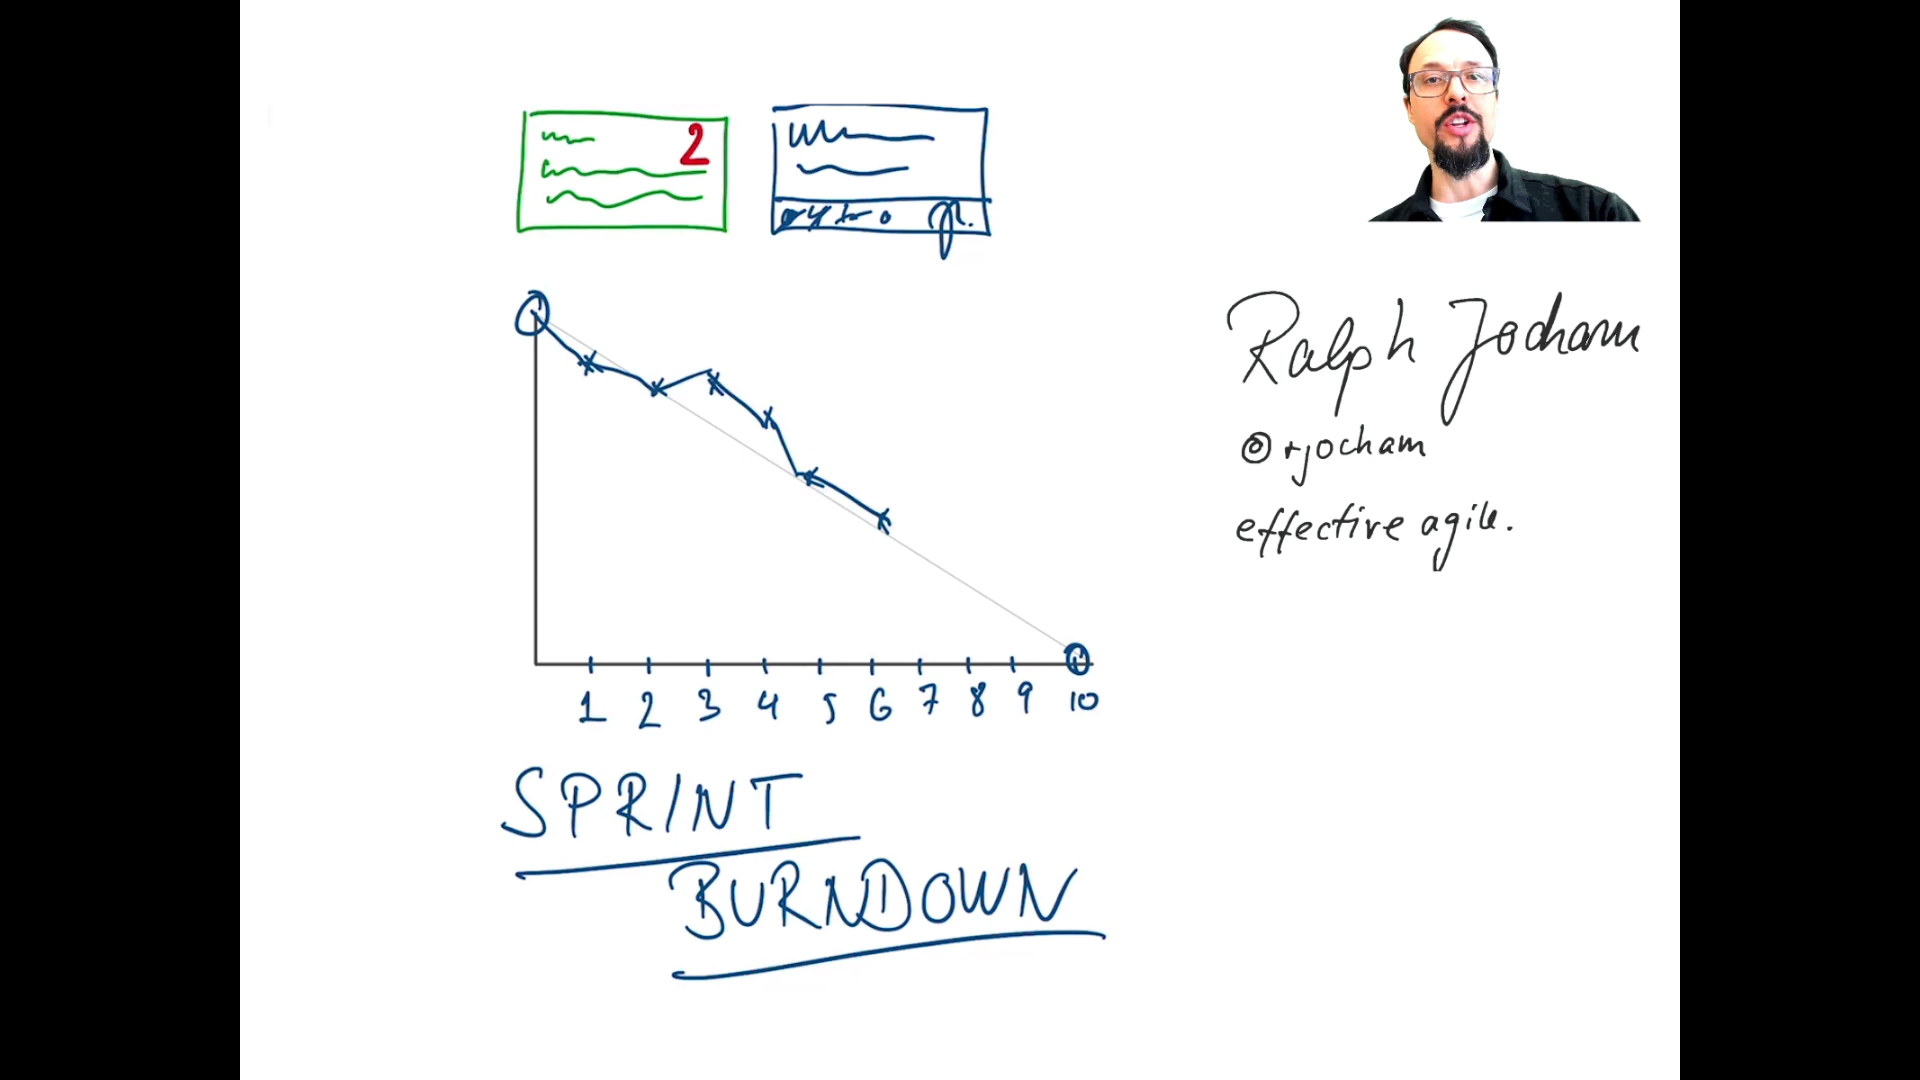 2
Ralph Jocham
@rjocham
effective agile.
1 2 3 4 5 6 7 8 9 10
SPRINT
BURNDOWN